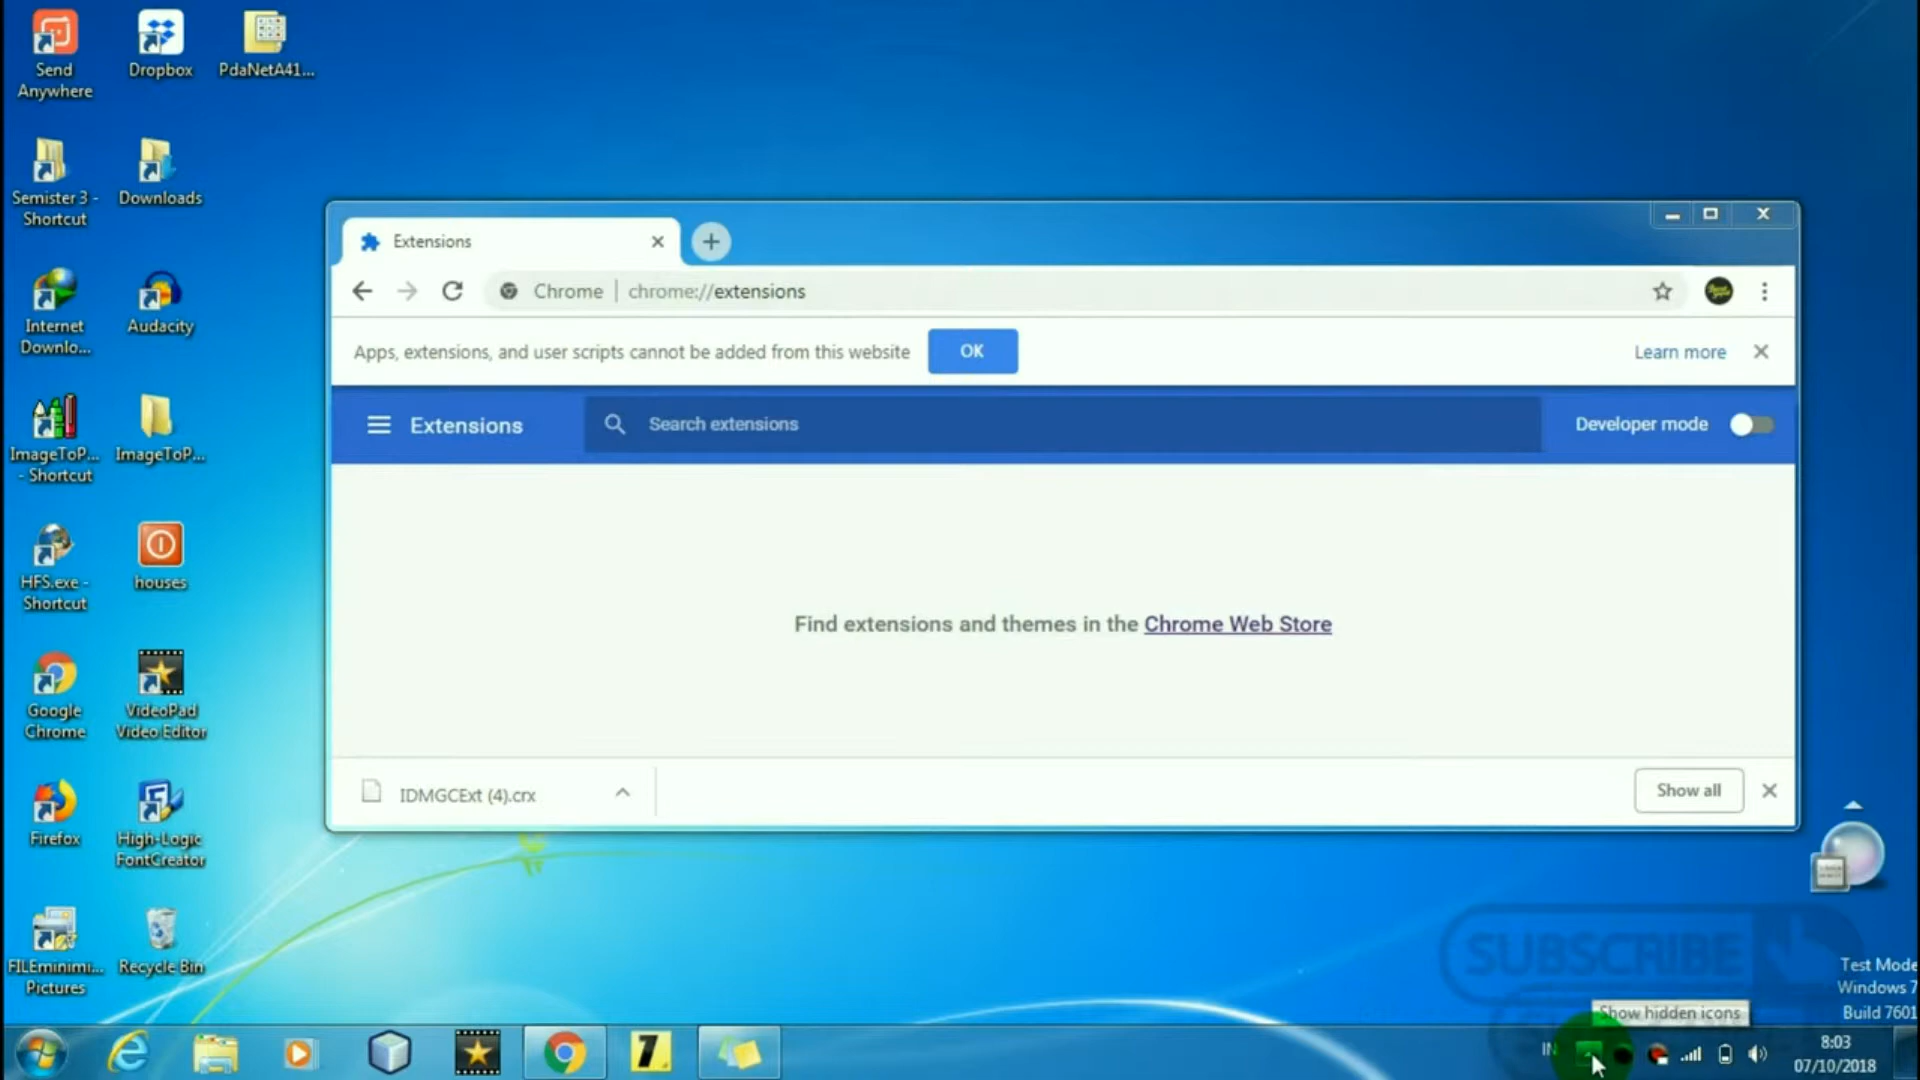 Send
Anywhere
Dropbox
PdaNetA41...
Semister 3 -
Shortcut
Downloads
Internet
Downlo...
Audacity
ImageToP...
- Shortcut
ImageToP...
HFS.exe -
Shortcut
houses
Google
Chrome
VideoPad
Video Editor
Firefox
High-Logic
FontCreator
FILEminimi...
Pictures
Recycle Bin
Extensions
Chrome
chrome://extensions
Apps, extensions, and user scripts cannot be added from this website
OK
Learn more
Extensions
Search extensions
Developer mode
Find extensions and themes in the Chrome Web Store
IDMGCExt (4).crx
Show all
SUBSCRIBE
Test Mode
Windows 7
Build 7601
Show hidden icons
IN
8:03
07/10/2018